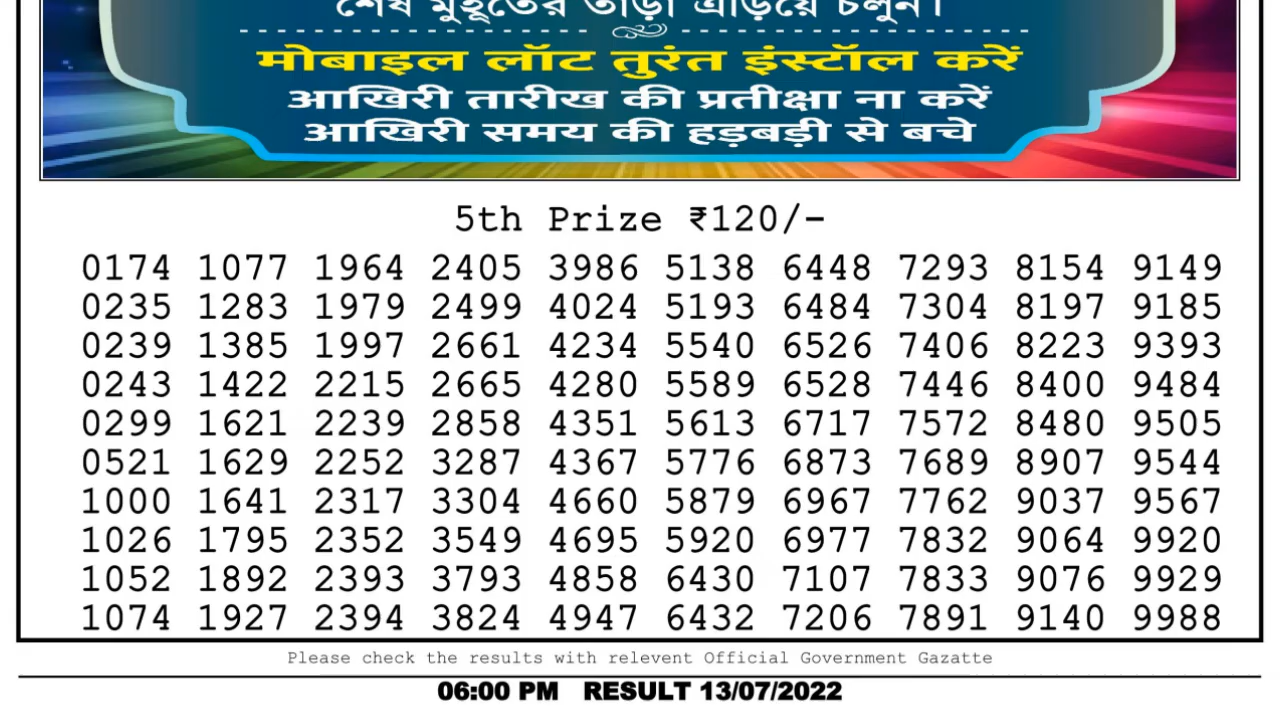 শেষ মুহূর্তের তাড়া এড়িয়ে চলুন।
मोबाइल लॉट तुरंत इंस्टॉल करें
आखिरी तारीख की प्रतीक्षा ना करें
आखिरी समय की हड़बड़ी से बचे
5th Prize ₹120/-
0174 1077 1964 2405 3986 5138 6448 7293 8154 9149
0235 1283 1979 2499 4024 5193 6484 7304 8197 9185
0239 1385 1997 2661 4234 5540 6526 7406 8223 9393
0243 1422 2215 2665 4280 5589 6528 7446 8400 9484
0299 1621 2239 2858 4351 5613 6717 7572 8480 9505
0521 1629 2252 3287 4367 5776 6873 7689 8907 9544
1000 1641 2317 3304 4660 5879 6967 7762 9037 9567
1026 1795 2352 3549 4695 5920 6977 7832 9064 9920
1052 1892 2393 3793 4858 6430 7107 7833 9076 9929
1074 1927 2394 3824 4947 6432 7206 7891 9140 9988
Please check the results with relevent Official Government Gazatte
06:00 PM RESULT 13/07/2022